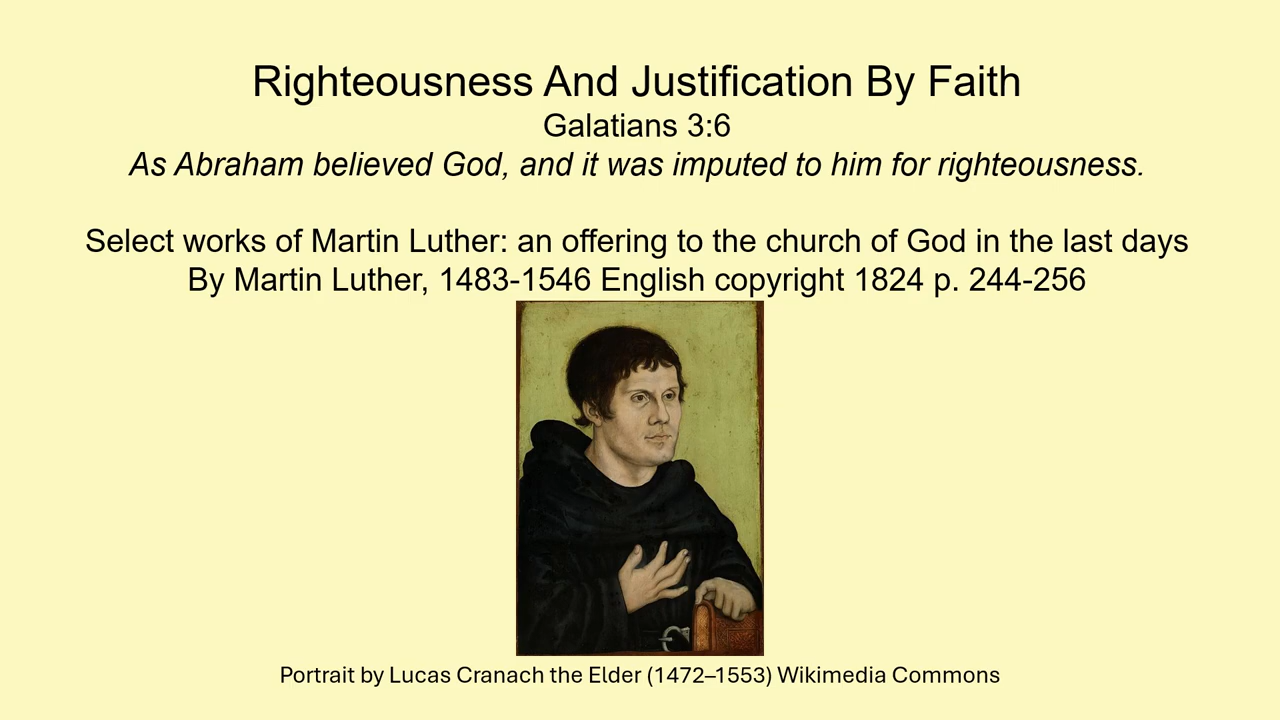 Righteousness And Justification By Faith
Galatians 3:6
As Abraham believed God, and it was imputed to him for righteousness.
Select works of Martin Luther: an offering to the church of God in the last days
By Martin Luther, 1483-1546 English copyright 1824 p. 244-256
Portrait by Lucas Cranach the Elder (1472–1553) Wikimedia Commons